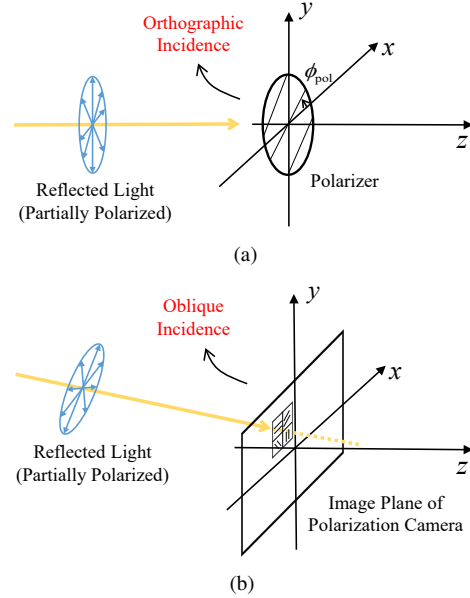 y
Orthographic
Incidence
x
ϕpol
z
Reflected Light
(Partially Polarized)
Polarizer
(a)
y
Oblique
Incidence
x
z
Reflected Light
(Partially Polarized)
Image Plane of
Polarization Camera
(b)